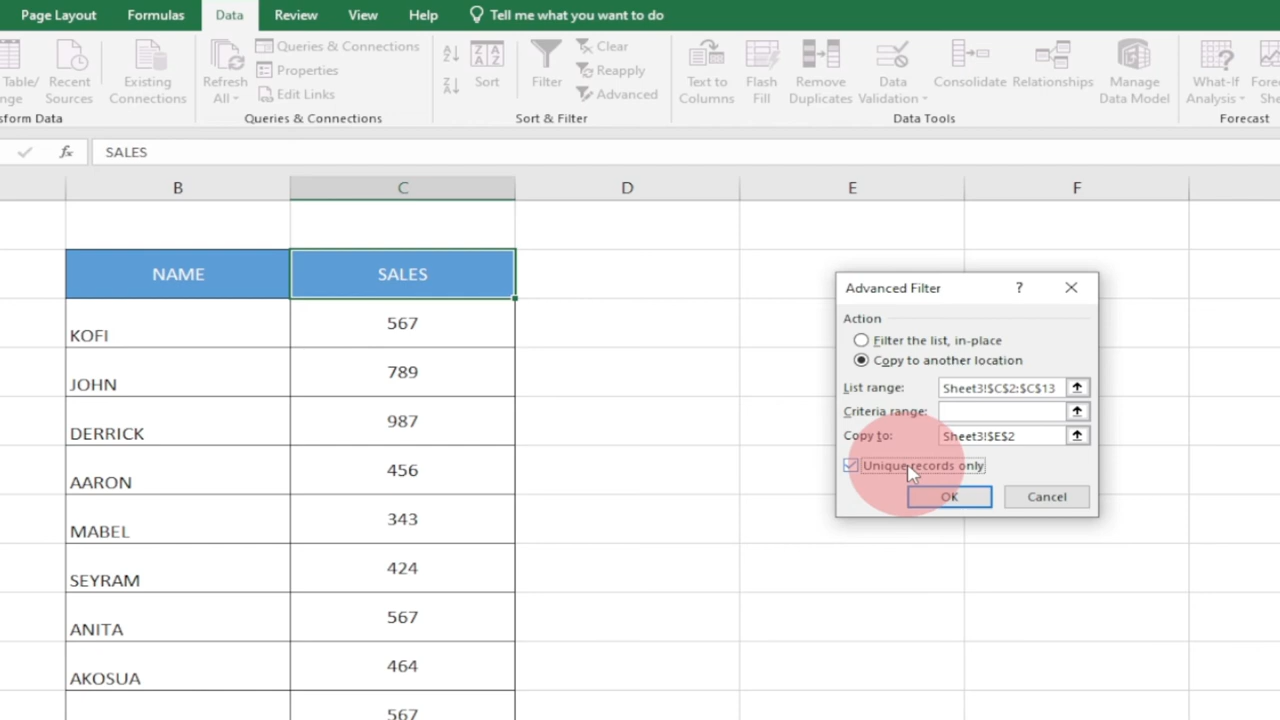 Page Layout Formulas Data Review View Help Tell me what you want to do
Table/
nge
Recent
Sources
Existing
Connections
Refresh
All
Queries & Connections
Properties
Edit Links
Sort
Filter
Clear
Reapply
Advanced
Text to
Columns
Flash
Fill
Remove
Duplicates
Data
Validation
Consolidate
Relationships
Manage
Data Model
What-If
Analysis
Fore
She
sform Data Queries & Connections Sort & Filter Data Tools Forecast
fx SALES
B C D E F
NAME SALES
KOFI 567
JOHN 789
DERRICK 987
AARON 456
MABEL 343
SEYRAM 424
ANITA 567
AKOSUA 464
567
Advanced Filter ?
Action
Filter the list, in-place
Copy to another location
List range: Sheet3!$C$2:$C$13
Criteria range:
Copy to: Sheet3!$E$2
Unique records only
OK Cancel